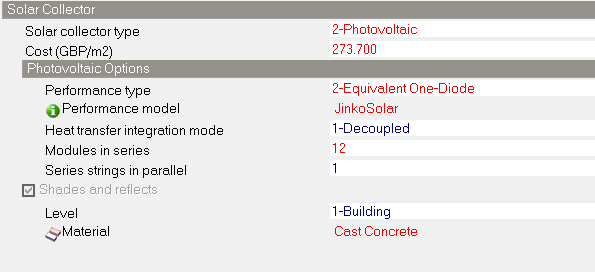 Solar Collector
Solar collector type 2-Photovoltaic
Cost (GBP/m2) 273.700
Photovoltaic Options
Performance type 2-Equivalent One-Diode
Performance model JinkoSolar
Heat transfer integration mode 1-Decoupled
Modules in series 12
Series strings in parallel 1
Shades and reflects
Level 1-Building
Material Cast Concrete